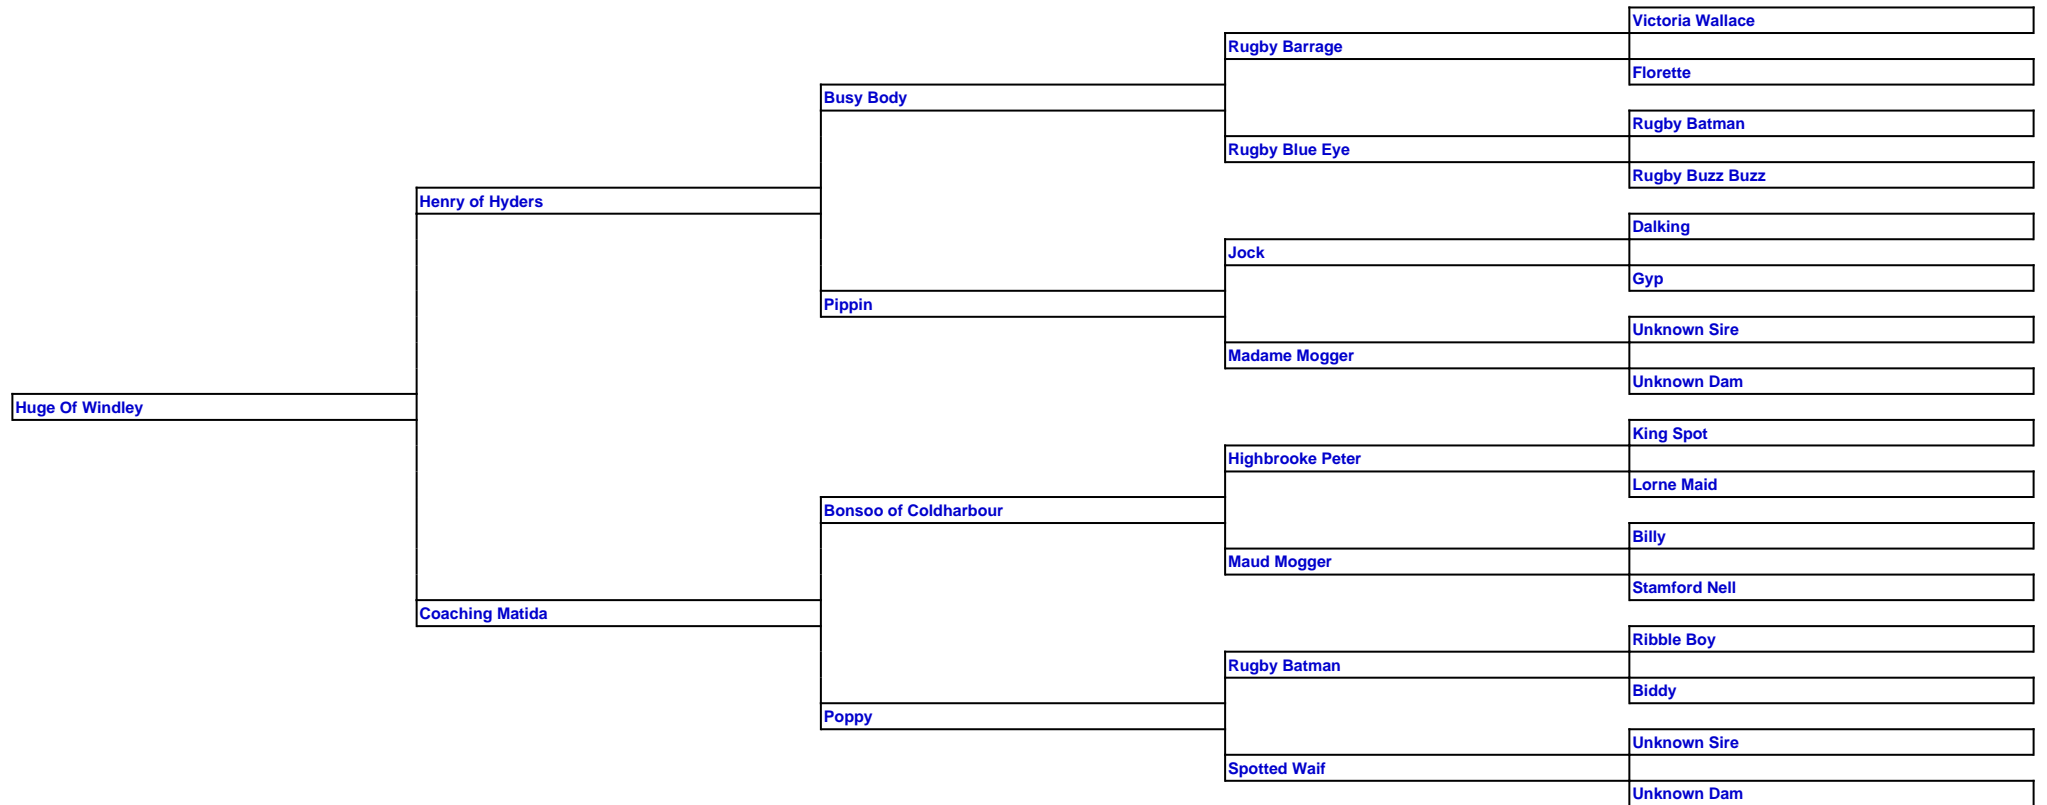 Victoria Wallace
Rugby Barrage
Florette
Busy Body
Rugby Batman
Rugby Blue Eye
Rugby Buzz Buzz
Henry of Hyders
Dalking
Jock
Gyp
Pippin
Unknown Sire
Madame Mogger
Unknown Dam
Huge Of Windley
King Spot
Highbrooke Peter
Lorne Maid
Bonsoo of Coldharbour
Billy
Maud Mogger
Stamford Nell
Coaching Matida
Ribble Boy
Rugby Batman
Biddy
Poppy
Unknown Sire
Spotted Waif
Unknown Dam